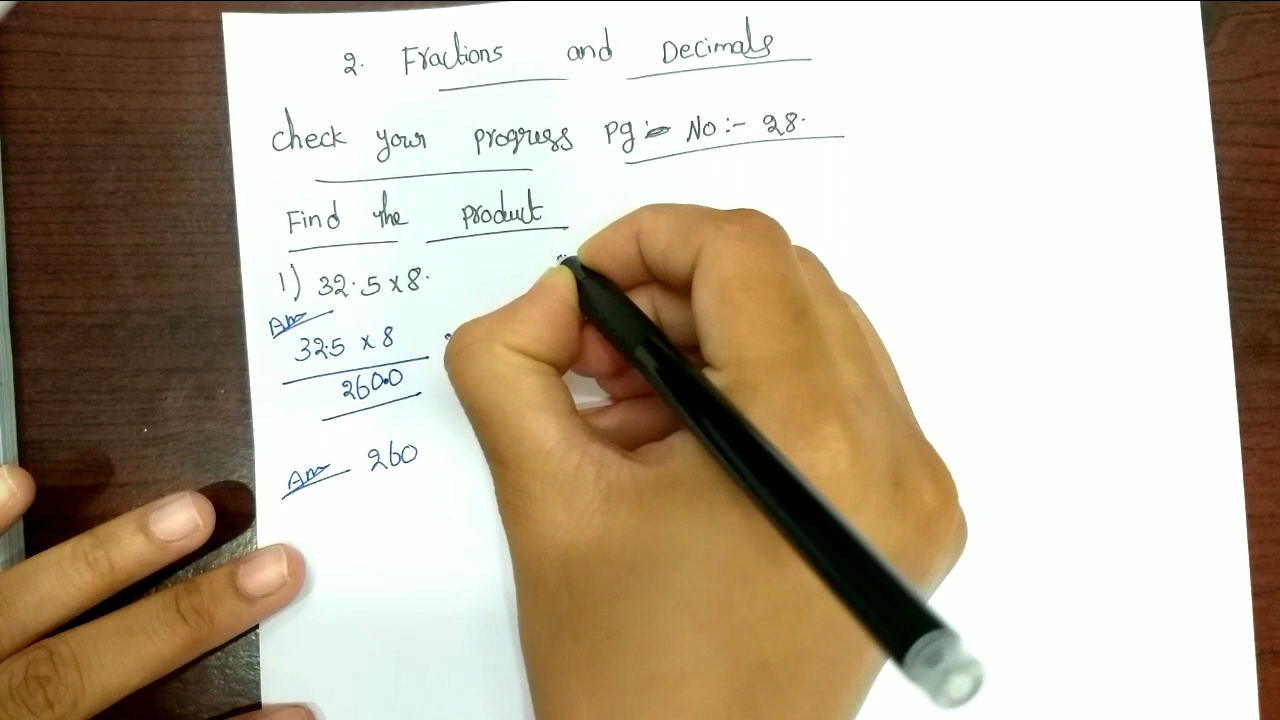 2. Fractions and Decimals
check your progress pg:- No:- 28.
Find the product
1) 32.5 x 8.
Ans
32.5 x 8
260.0
Ans 260